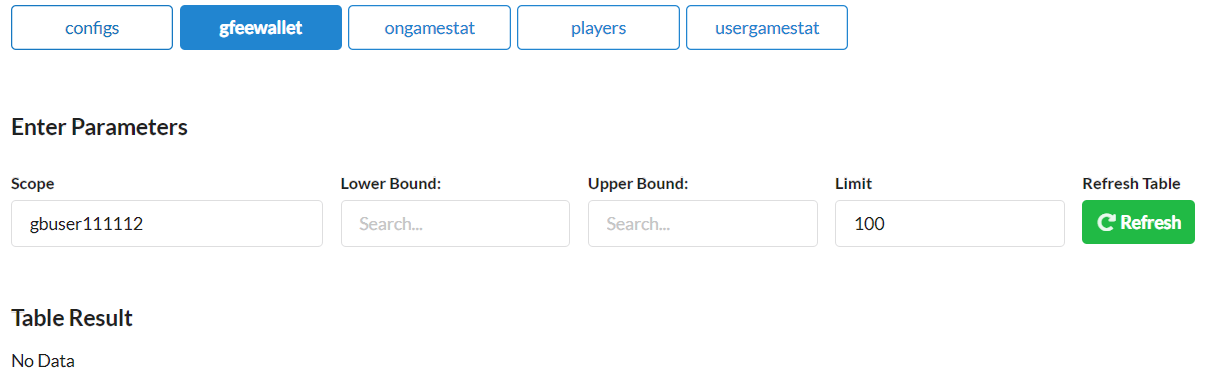 configs gfeewallet ongamestat players usergamestat
Enter Parameters
Scope Lower Bound: Upper Bound: Limit Refresh Table
gbuser111112 Search... Search... 100 Refresh
Table Result
No Data